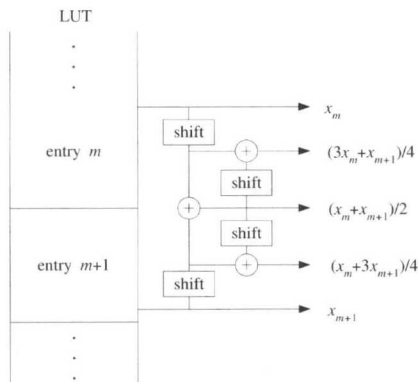 LUT
x_m
shift
entry m
(3x_m+x_{m+1})/4
shift
(x_m+x_{m+1})/2
shift
entry m+1
(x_m+3x_{m+1})/4
shift
x_{m+1}